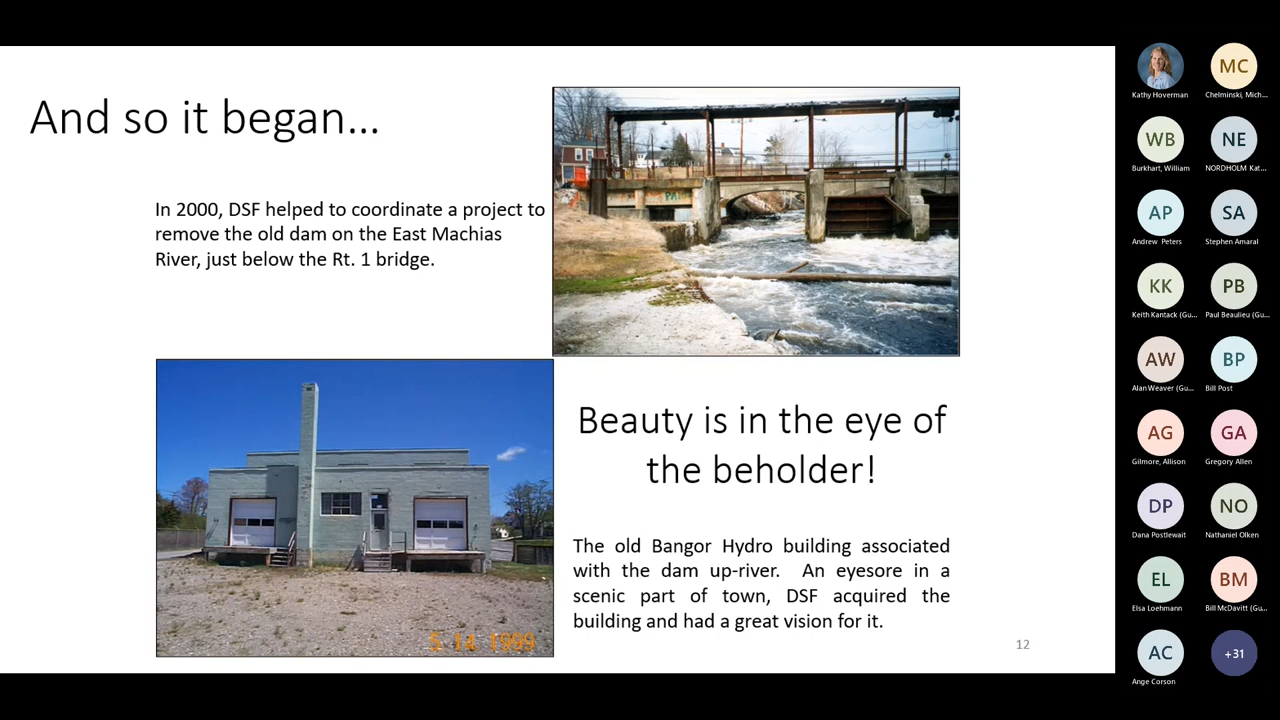 And so it began...
In 2000, DSF helped to coordinate a project to
remove the old dam on the East Machias
River, just below the Rt. 1 bridge.
Beauty is in the eye of
the beholder!
The old Bangor Hydro building associated
with the dam up-river. An eyesore in a
scenic part of town, DSF acquired the
building and had a great vision for it.
5 14 1999
12
Kathy Hoverman
MC
Chelminski, Mich...
WB
Burkhart, William
NE
NORDHOLM Kat...
AP
Andrew Peters
SA
Stephen Amaral
KK
Keith Kantack (Gu...
PB
Paul Beaulieu (Gu...
AW
Alan Weaver (Gu...
BP
Bill Post
AG
Gilmore, Allison
GA
Gregory Allen
DP
Dana Postlewait
NO
Nathaniel Olken
EL
Elsa Loehmann
BM
Bill McDavitt (Gu...
AC
Ange Corson
+31